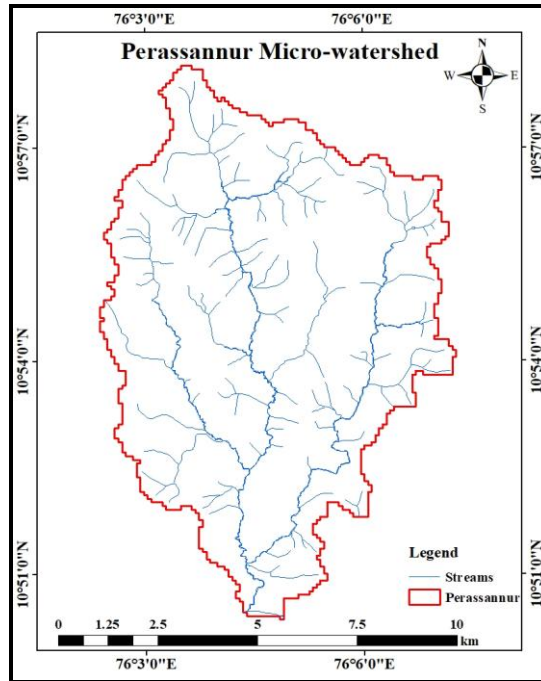 76°3'0"E 76°6'0"E
Perassannur Micro-watershed
N
W E
S
10°57'0"N 10°57'0"N
10°54'0"N 10°54'0"N
10°51'0"N 10°51'0"N
Legend
Streams
Perassannur
0 1.25 2.5 5 7.5 10
km
76°3'0"E 76°6'0"E